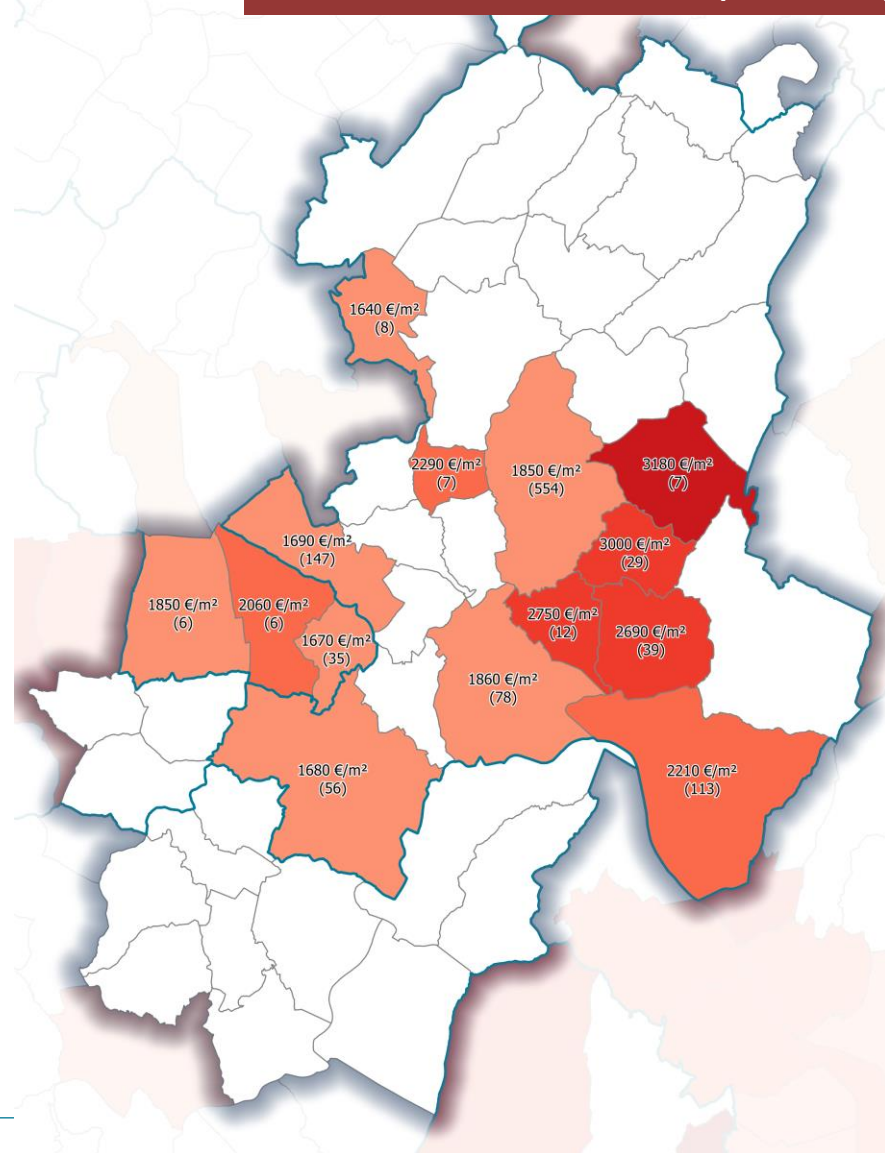 1640 €/m²
(8)
2290 €/m²
(7)
1850 €/m²
(554)
3180 €/m²
(7)
1690 €/m²
(147)
3000 €/m²
(29)
1850 €/m²
(6)
2060 €/m²
(6)
1670 €/m²
(35)
2750 €/m²
(12)
2690 €/m²
(39)
1860 €/m²
(78)
1680 €/m²
(56)
2210 €/m²
(113)